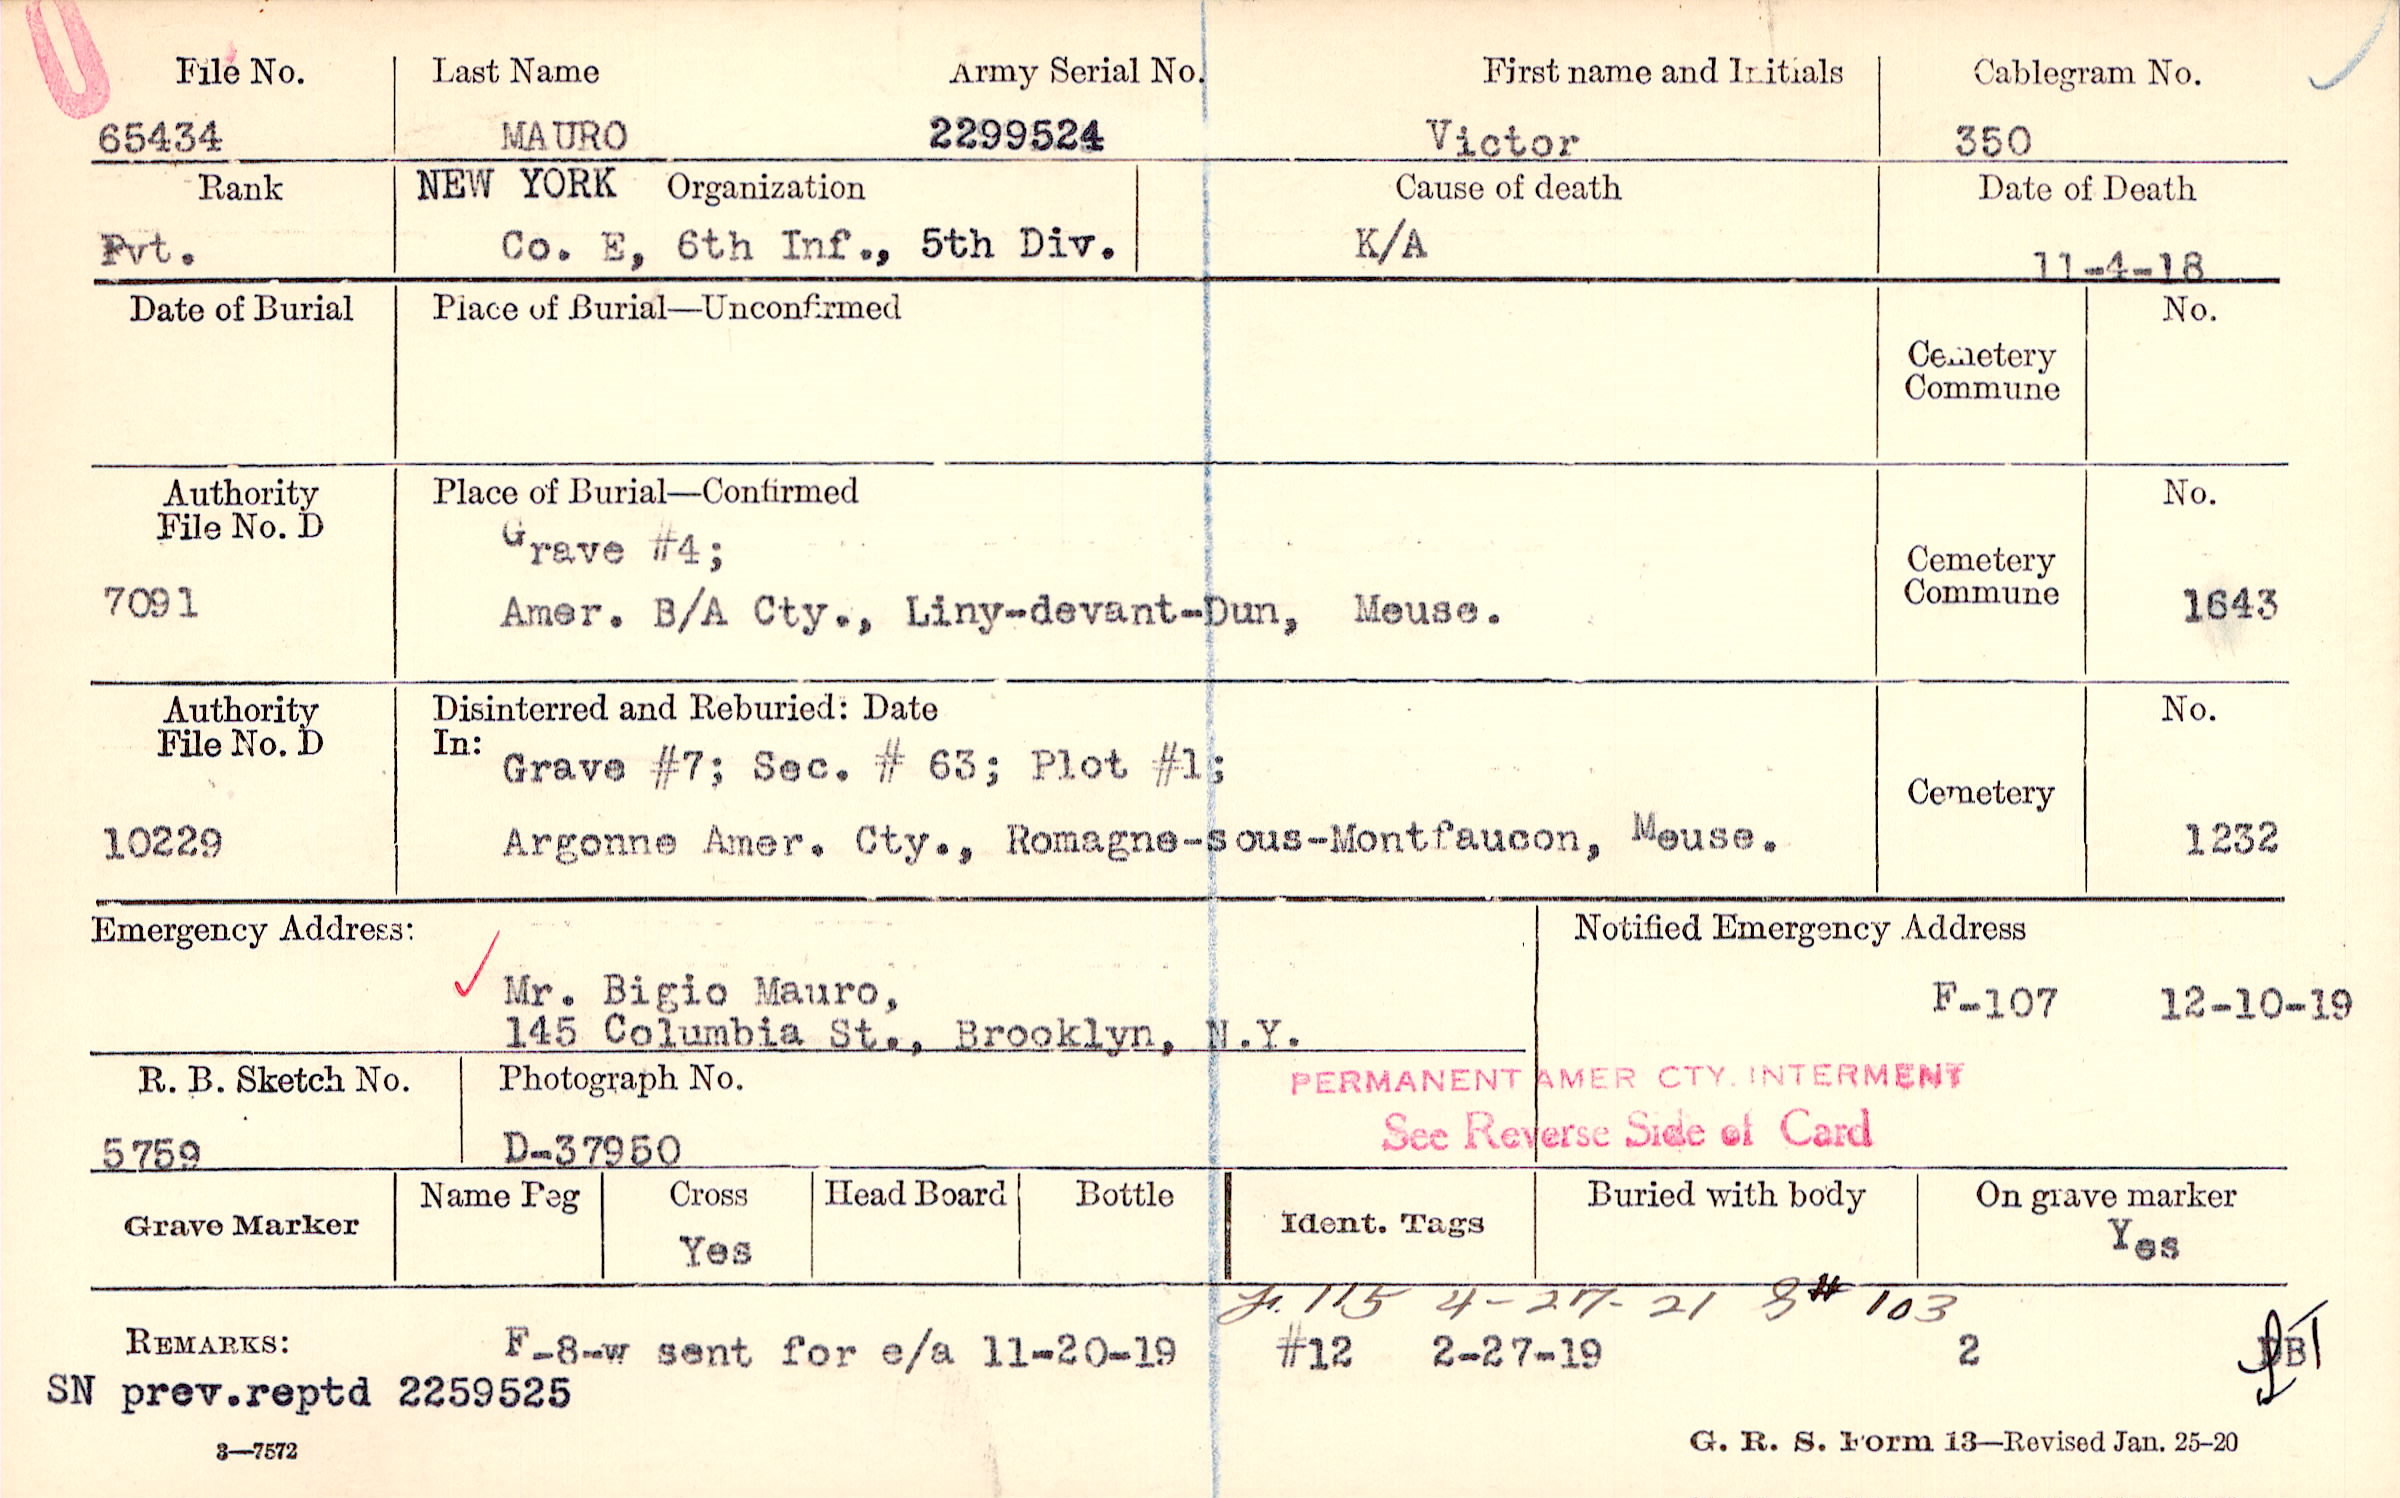 File No. Last Name Army Serial No. First name and Initials Cablegram No.
65434 MAURO 2299524 Victor 350
Rank NEW YORK Organization Cause of death Date of Death
Pvt. Co. E, 6th Inf., 5th Div. K/A 11-4-18
Date of Burial Place of Burial—Unconfirmed No.
Cemetery
Commune
Authority Place of Burial—Confirmed No.
File No. D
Grave #4;
Cemetery
Commune
7091 Amer. B/A Cty., Liny-devant-Dun, Meuse. 1643
Authority Disinterred and Reburied: Date No.
File No. D In:
Grave #7; Sec. # 63; Plot #1;
Cemetery
10229 Argonne Amer. Cty., Romagne-sous-Montfaucon, Meuse. 1232
Emergency Address: Notified Emergency Address
Mr. Bigio Mauro, F-107 12-10-19
145 Columbia St., Brooklyn, N.Y.
R. B. Sketch No. Photograph No. PERMANENT AMER CTY. INTERMENT
See Reverse Side of Card
5759 D-37950
Grave Marker Name Peg Cross Head Board Bottle Ident. Tags Buried with body On grave marker
Yes Yes
115 4-27-21 # 103
REMARKS: F-8-w sent for e/a 11-20-19 #12 2-27-19 2
SN prev.reptd 2259525
3—7572 G. R. S. Form 13—Revised Jan. 25-20